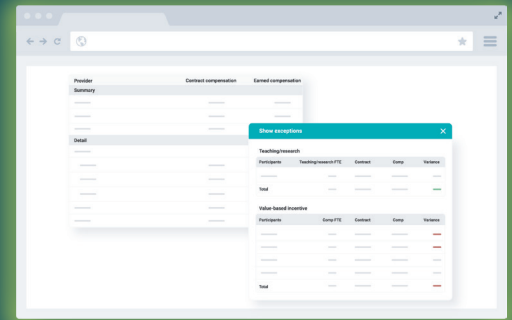 Provider Contract compensation Earned compensation
Summary
Detail
Show exceptions
Teaching/research
Participants Teaching/research FTE Contract Comp Variance
Total
Value-based incentive
Participants Comp FTE Contract Comp Variance
Total